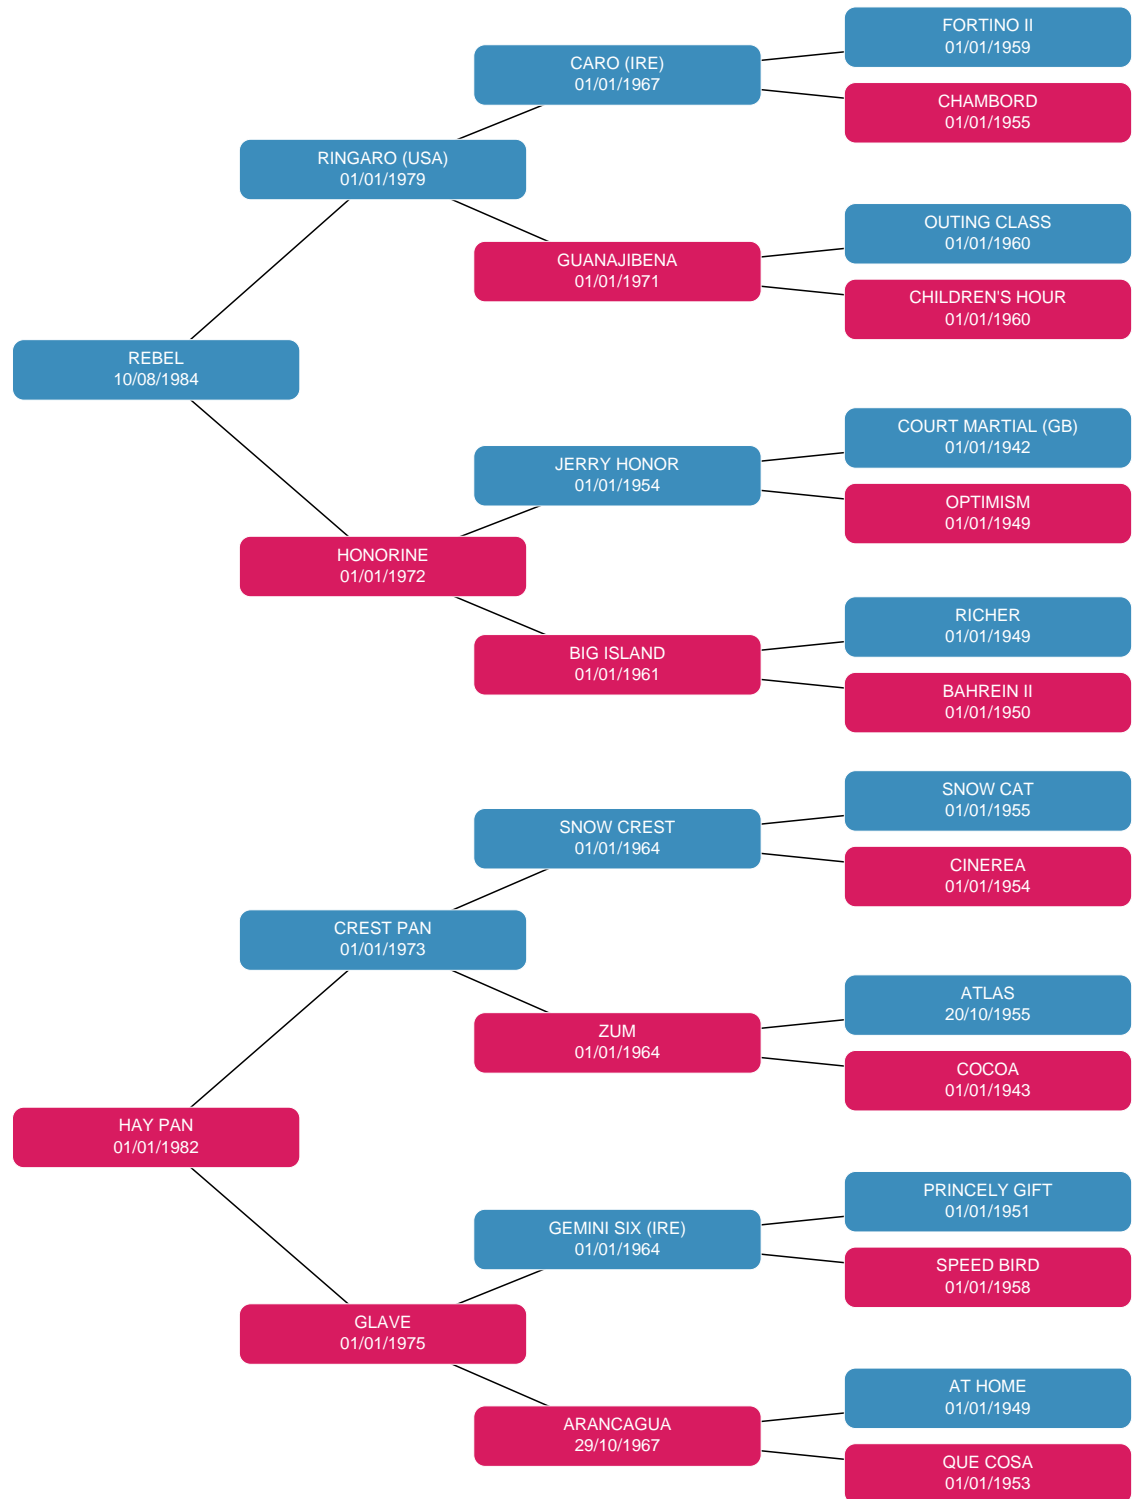 FORTINO II
01/01/1959
CARO (IRE)
01/01/1967
CHAMBORD
01/01/1955
RINGARO (USA)
01/01/1979
OUTING CLASS
01/01/1960
GUANAJIBENA
01/01/1971
CHILDREN'S HOUR
01/01/1960
REBEL
10/08/1984
COURT MARTIAL (GB)
01/01/1942
JERRY HONOR
01/01/1954
OPTIMISM
01/01/1949
HONORINE
01/01/1972
RICHER
01/01/1949
BIG ISLAND
01/01/1961
BAHREIN II
01/01/1950
SNOW CAT
01/01/1955
SNOW CREST
01/01/1964
CINEREA
01/01/1954
CREST PAN
01/01/1973
ATLAS
20/10/1955
ZUM
01/01/1964
COCOA
01/01/1943
HAY PAN
01/01/1982
PRINCELY GIFT
01/01/1951
GEMINI SIX (IRE)
01/01/1964
SPEED BIRD
01/01/1958
GLAVE
01/01/1975
AT HOME
01/01/1949
ARANCAGUA
29/10/1967
QUE COSA
01/01/1953